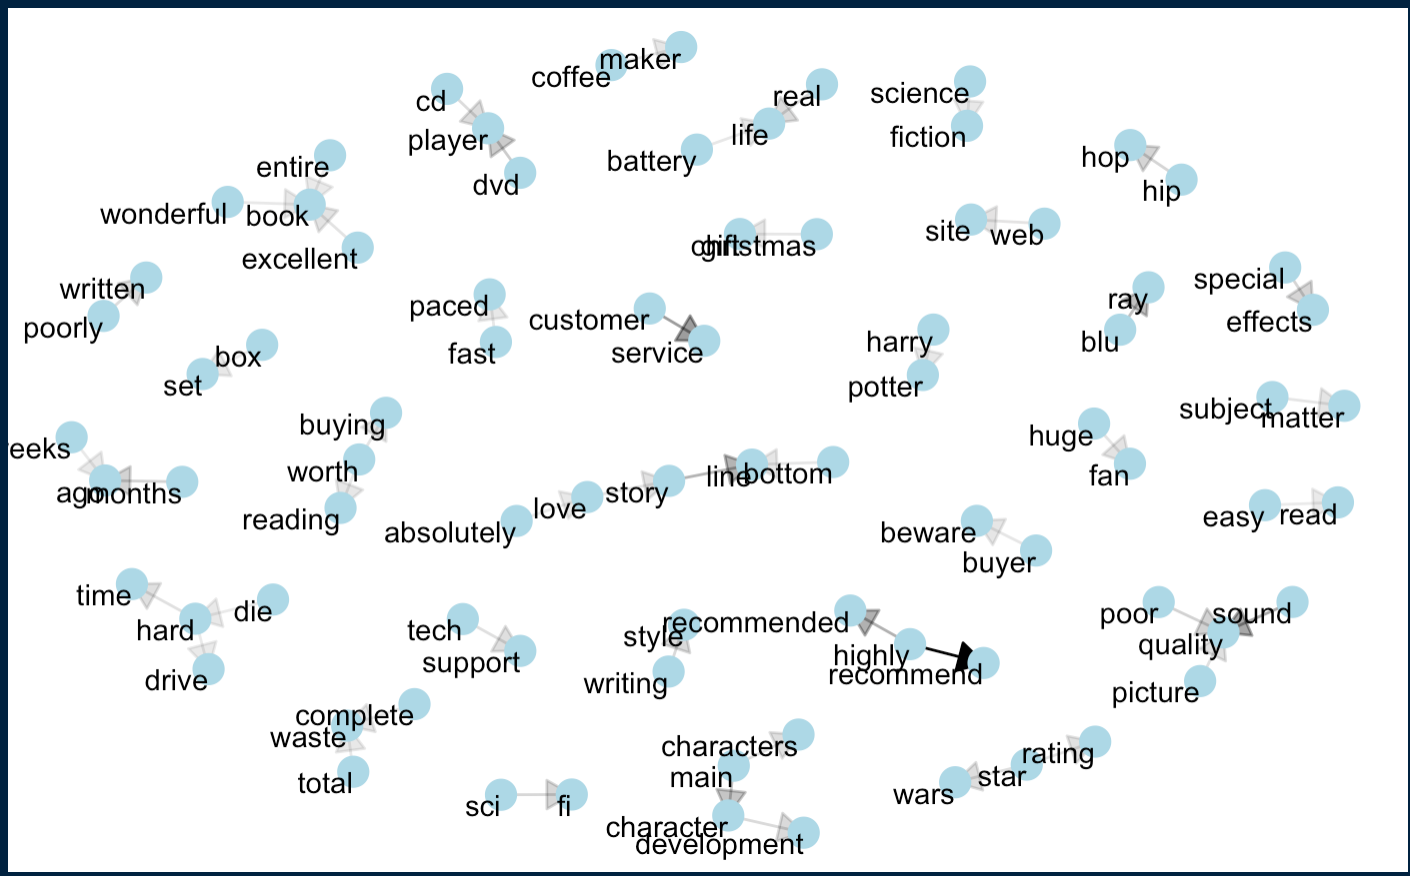 maker
coffee
cd
real
science
player
life
fiction
battery
hop
entire
dvd
hip
wonderful
book
site
web
christmas
gift
excellent
written
special
paced
ray
poorly
customer
effects
fast
service
harry
blu
box
set
potter
buying
subject
matter
huge
eeks
worth
line
bottom
fan
ago
months
story
reading
love
easy
read
absolutely
beware
buyer
time
die
poor
sound
hard
tech
style
recommended
quality
support
highly
drive
writing
recommend
picture
complete
waste
characters
rating
total
main
star
sci
fi
wars
character
development